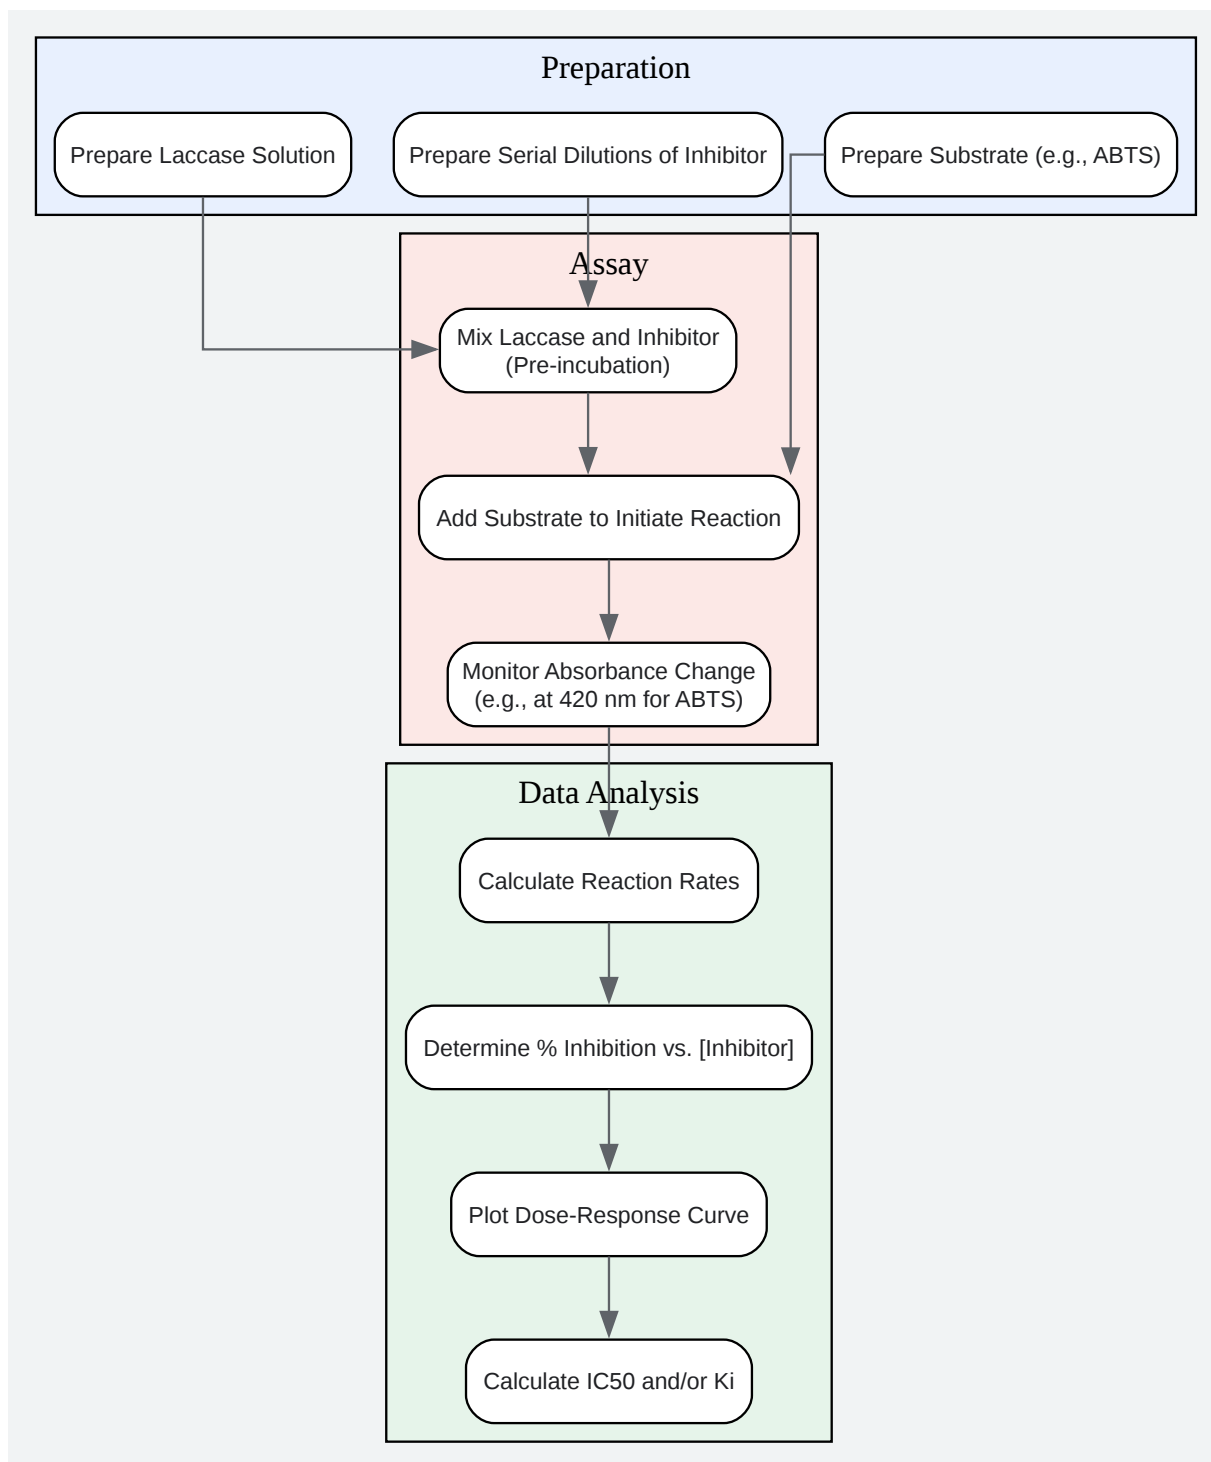 Preparation
Prepare Laccase Solution
Prepare Serial Dilutions of Inhibitor
Prepare Substrate (e.g., ABTS)
Assay
Mix Laccase and Inhibitor
(Pre-incubation)
Add Substrate to Initiate Reaction
Monitor Absorbance Change
(e.g., at 420 nm for ABTS)
Data Analysis
Calculate Reaction Rates
Determine % Inhibition vs. [Inhibitor]
Plot Dose-Response Curve
Calculate IC50 and/or Ki